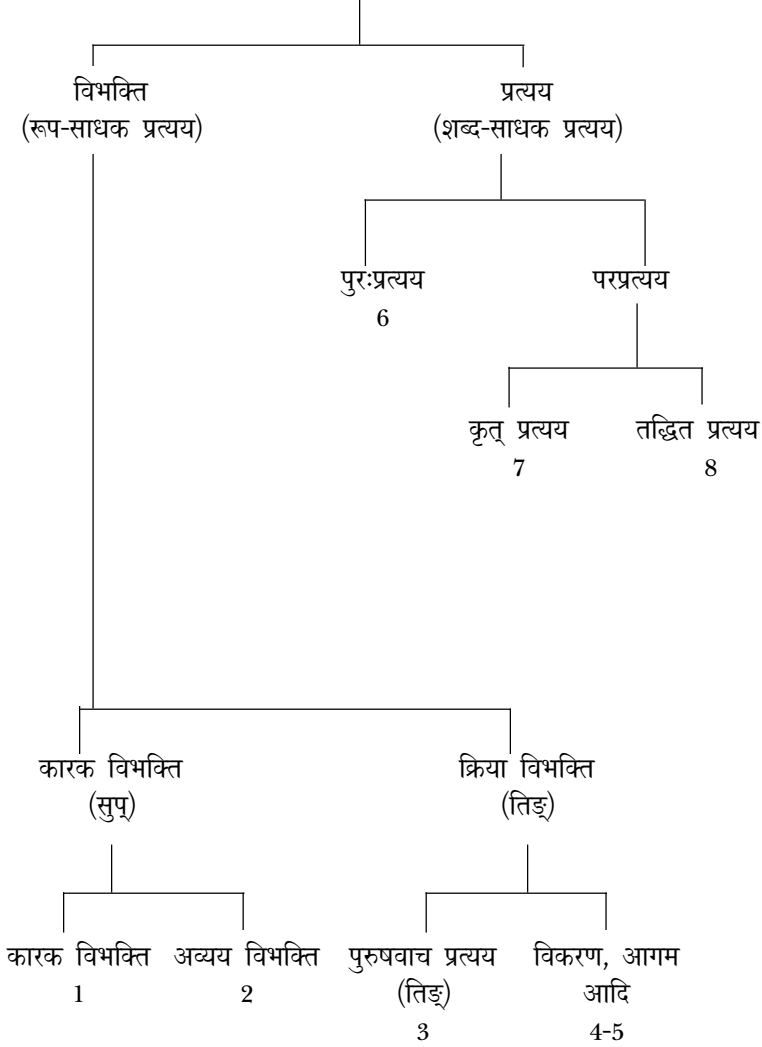 विभक्ति
(रूप-साधक प्रत्यय)
प्रत्यय
(शब्द-साधक प्रत्यय)
पुरःप्रत्यय
6
परप्रत्यय
कृत् प्रत्यय
7
तद्धित प्रत्यय
8
कारक विभक्ति
(सुप्)
क्रिया विभक्ति
(तिङ्)
कारक विभक्ति
1
अव्यय विभक्ति
2
पुरुषवाच प्रत्यय
(तिङ्)
3
विकरण, आगम
आदि
4-5